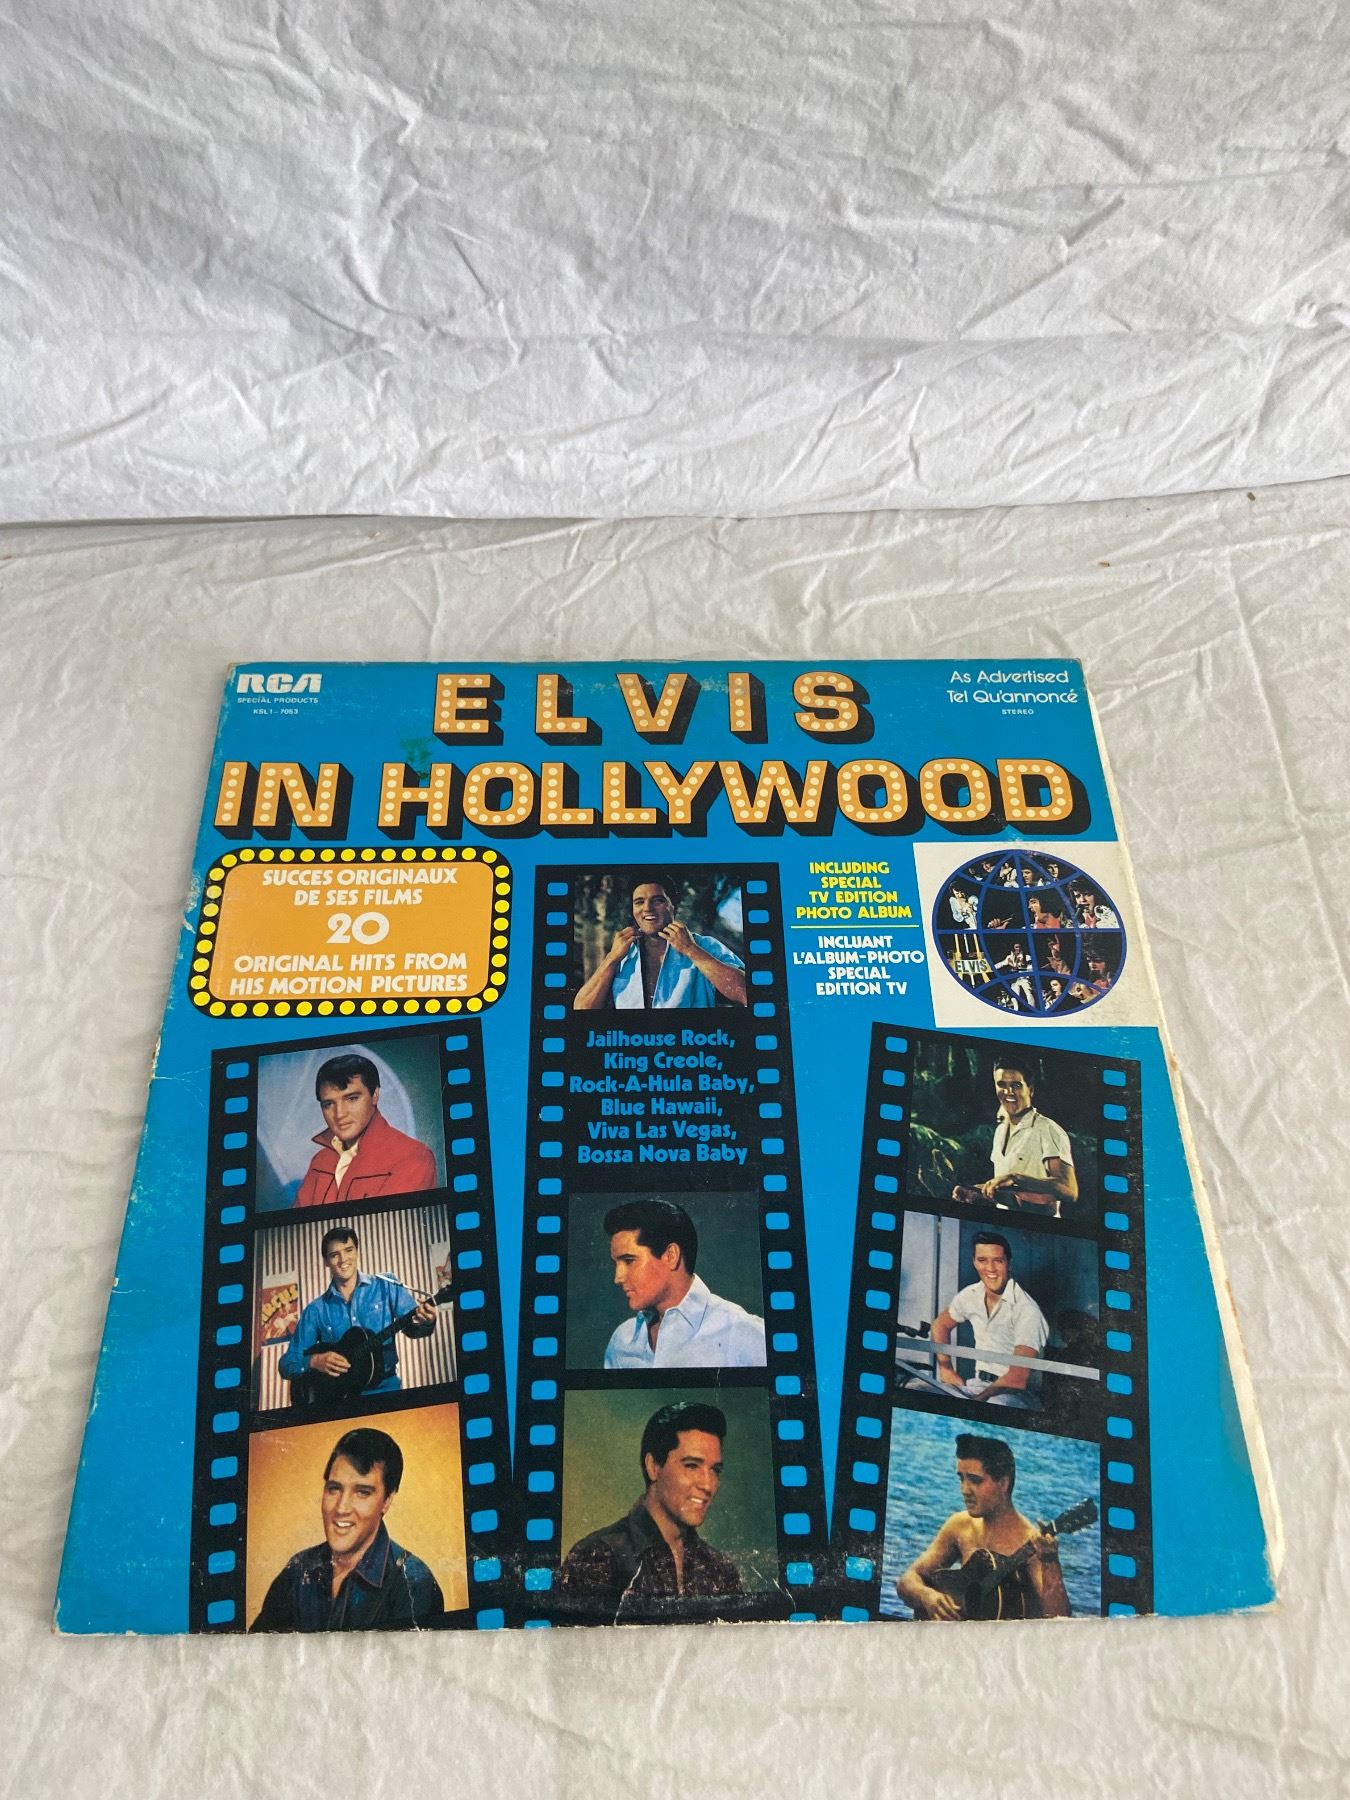 RCA
SPECIAL PRODUCTS
KSL1-7053
As Advertised
Tel Qu'annoncé
STEREO
ELVIS
IN HOLLYWOOD
SUCCES ORIGINAUX
DE SES FILMS
20
ORIGINAL HITS FROM
HIS MOTION PICTURES
INCLUDING
SPECIAL
TV EDITION
PHOTO ALBUM
INCLUANT
L'ALBUM-PHOTO
SPECIAL
EDITION TV
ELVIS
Jailhouse Rock,
King Creole,
Rock-A-Hula Baby,
Blue Hawaii,
Viva Las Vegas,
Bossa Nova Baby